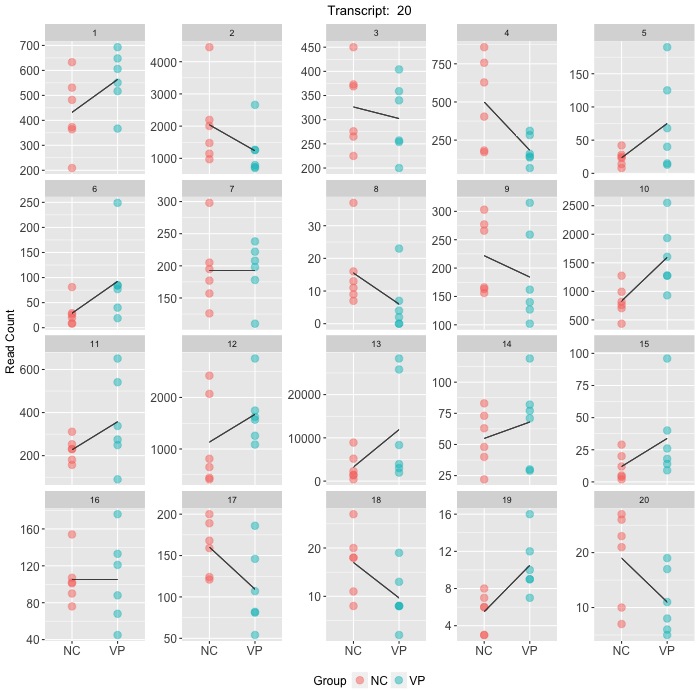 Transcript: 20
1 2 3 4 5
700 600 500 400 300 200
4000 3000 2000 1000
450 400 350 300 250 200
750 500 250
150 100 50 0
6 7 8 9 10
250 200 150 100 50 0
300 250 200 150
30 20 10 0
300 250 200 150 100
2500 2000 1500 1000 500
Read Count
11 12 13 14 15
600 400 200
2000 1000
20000 10000 0
100 75 50 25
100 75 50 25 0
16 17 18 19 20
160 120 80 40
200 150 100 50
20 10
16 12 8 4
20 10
NC VP NC VP NC VP NC VP NC VP
Group NC VP